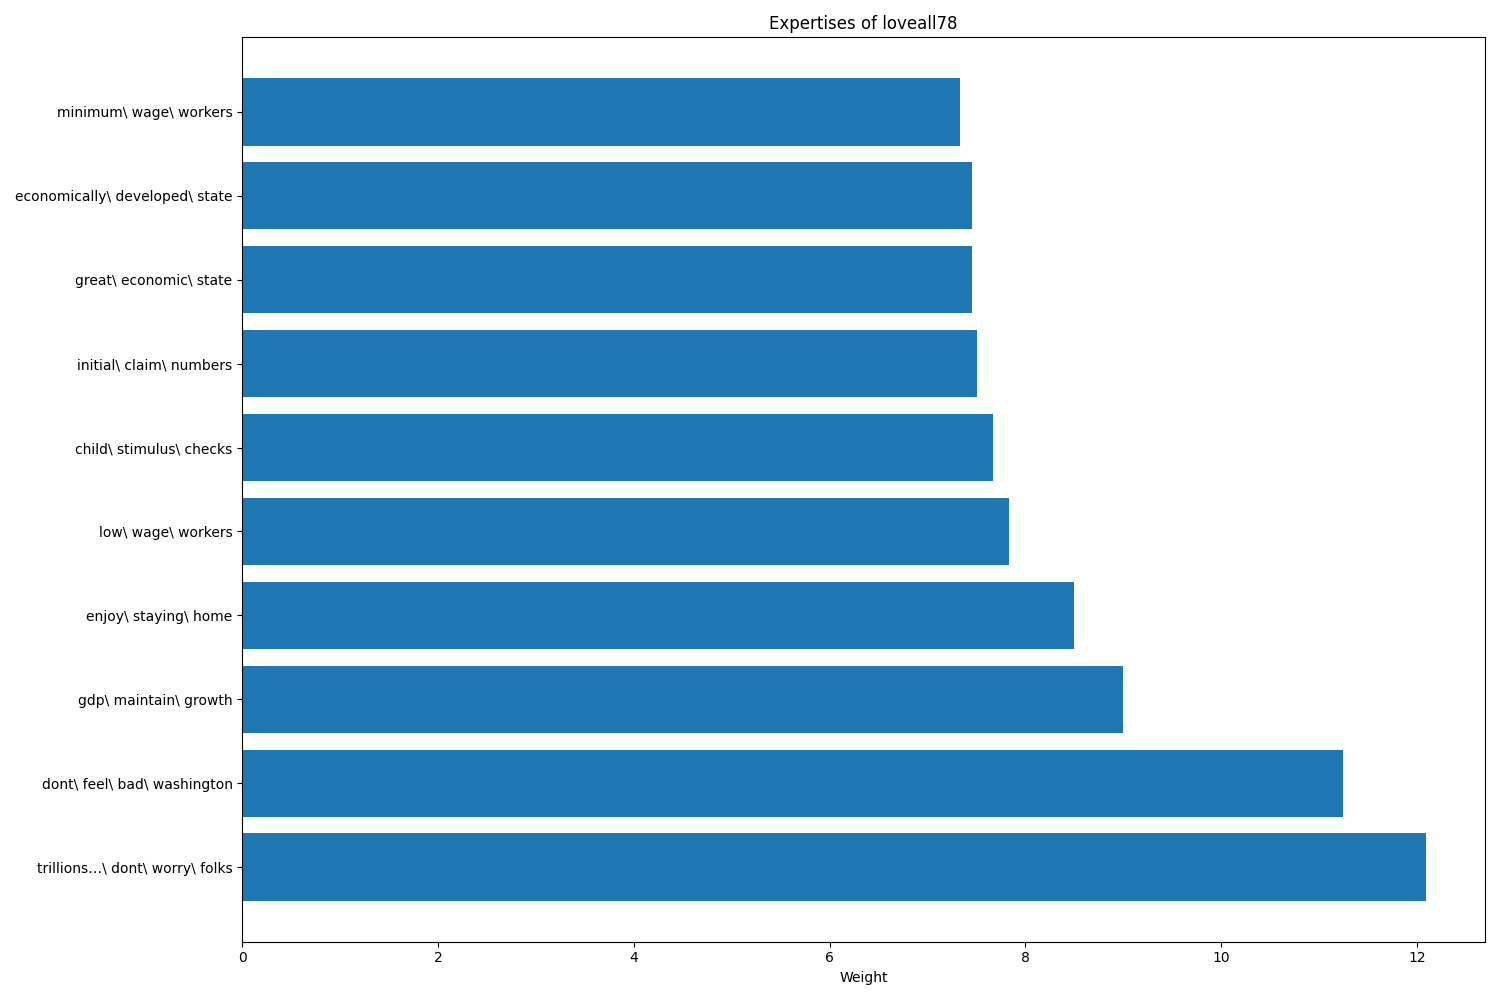 Expertises of loveall78
minimum\ wage\ workers
economically\ developed\ state
great\ economic\ state
initial\ claim\ numbers
child\ stimulus\ checks
low\ wage\ workers
enjoy\ staying\ home
gdp\ maintain\ growth
dont\ feel\ bad\ washington
trillions...\ dont\ worry\ folks
0 2 4 6 8 10 12
Weight